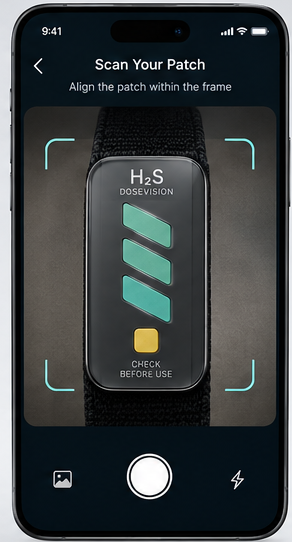 9:41
Scan Your Patch
Align the patch within the frame
H₂S
DOSEVISION
CHECK
BEFORE USE